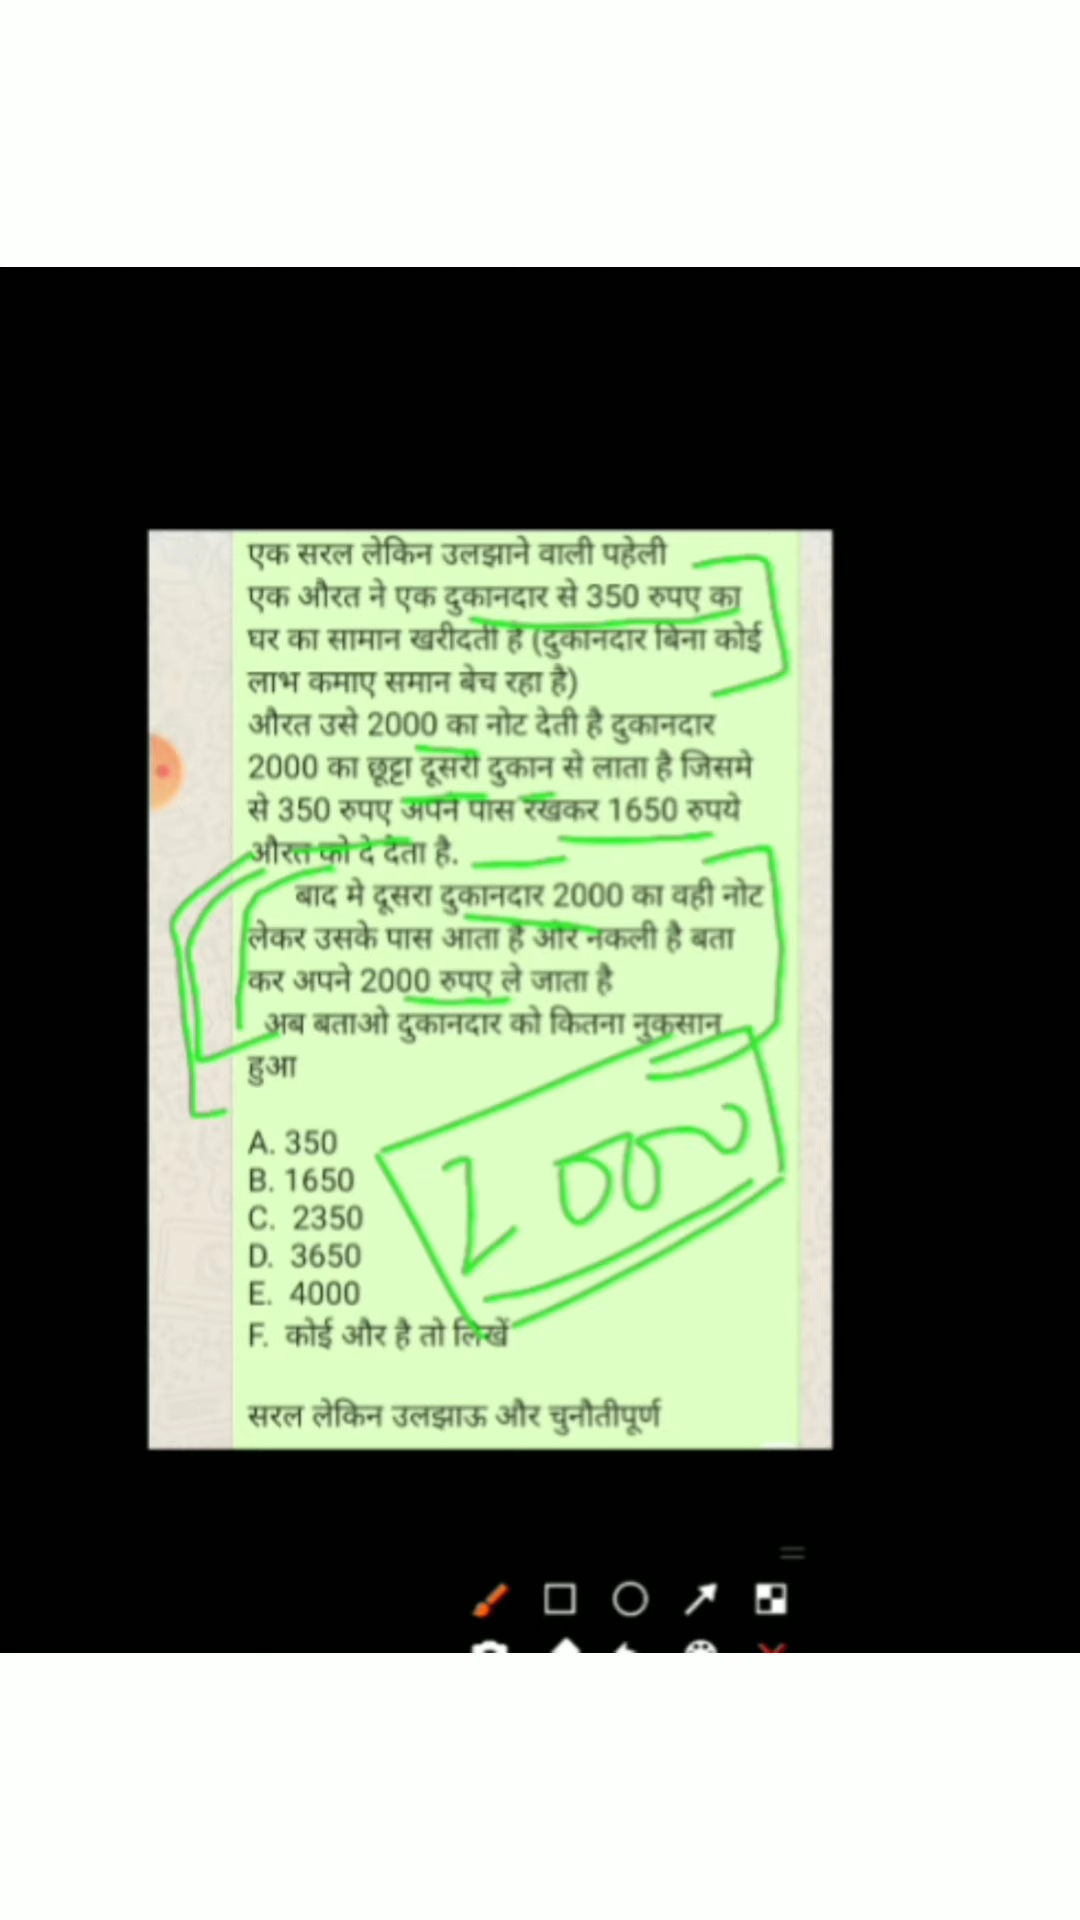 एक सरल लेकिन उलझाने वाली पहेली
एक औरत ने एक दुकानदार से 350 रुपए का
घर का सामान खरीदती है (दुकानदार बिना कोई
लाभ कमाए समान बेच रहा है)
औरत उसे 2000 का नोट देती है दुकानदार
2000 का छूट्टा दूसरी दुकान से लाता है जिसमे
से 350 रुपए अपने पास रखकर 1650 रुपये
औरत को दे देता है.
बाद मे दूसरा दुकानदार 2000 का वही नोट
लेकर उसके पास आता है और नकली है बता
कर अपने 2000 रुपए ले जाता है
अब बताओ दुकानदार को कितना नुकसान
हुआ
A. 350
B. 1650
C. 2350
D. 3650
E. 4000
F. कोई और है तो लिखें
2000
सरल लेकिन उलझाऊ और चुनौतीपूर्ण